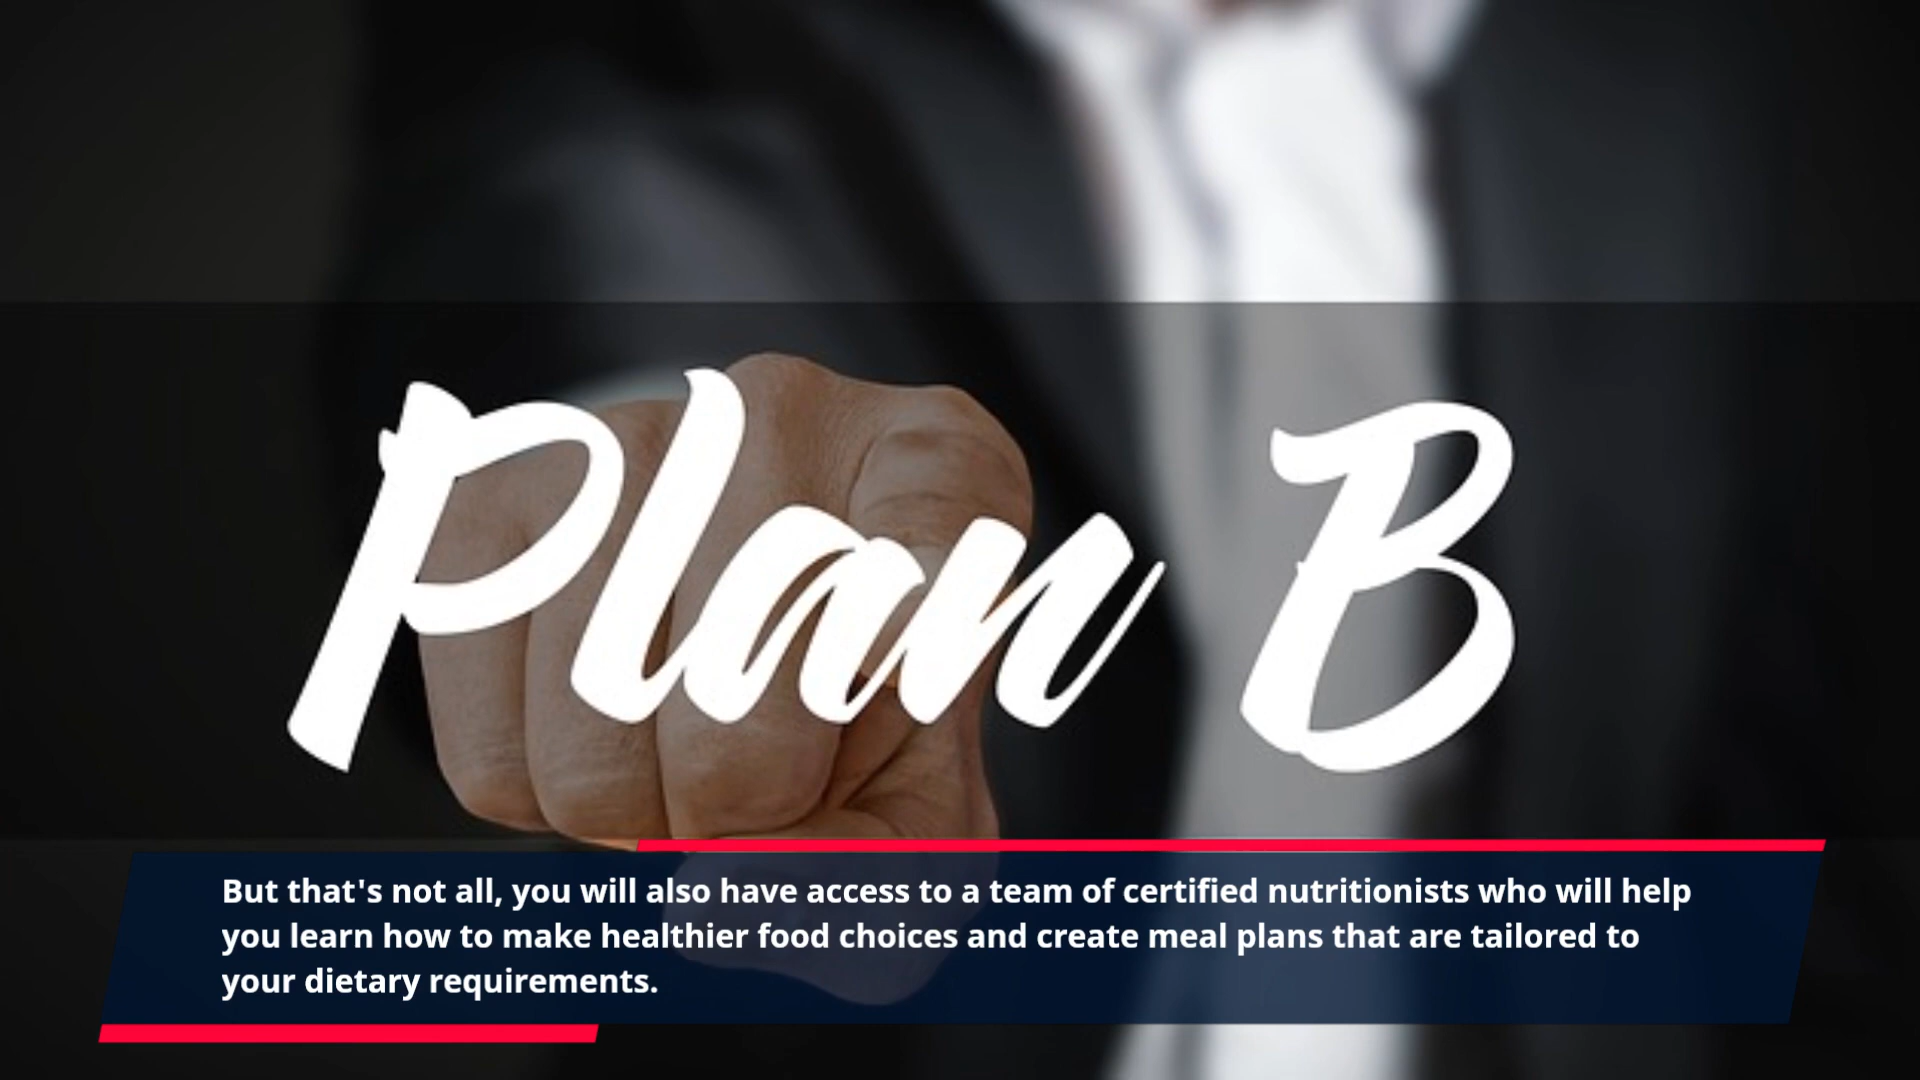 Plan B
But that's not all, you will also have access to a team of certified nutritionists who will help
you learn how to make healthier food choices and create meal plans that are tailored to
your dietary requirements.